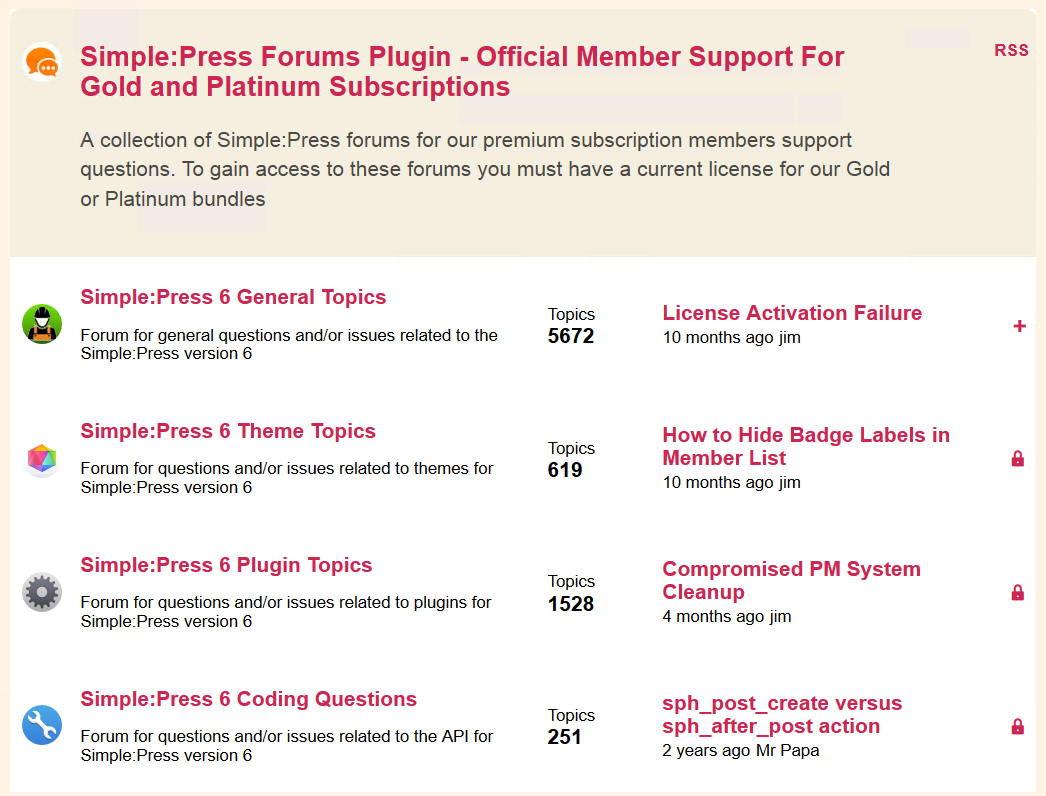 Simple:Press Forums Plugin - Official Member Support For
Gold and Platinum Subscriptions
RSS
A collection of Simple:Press forums for our premium subscription members support
questions. To gain access to these forums you must have a current license for our Gold
or Platinum bundles
Simple:Press 6 General Topics
Forum for general questions and/or issues related to the
Simple:Press version 6
Topics
5672
License Activation Failure
10 months ago jim
+
Simple:Press 6 Theme Topics
Forum for questions and/or issues related to themes for
Simple:Press version 6
Topics
619
How to Hide Badge Labels in
Member List
10 months ago jim
Simple:Press 6 Plugin Topics
Forum for questions and/or issues related to plugins for
Simple:Press version 6
Topics
1528
Compromised PM System
Cleanup
4 months ago jim
Simple:Press 6 Coding Questions
Forum for questions and/or issues related to the API for
Simple:Press version 6
Topics
251
sph_post_create versus
sph_after_post action
2 years ago Mr Papa